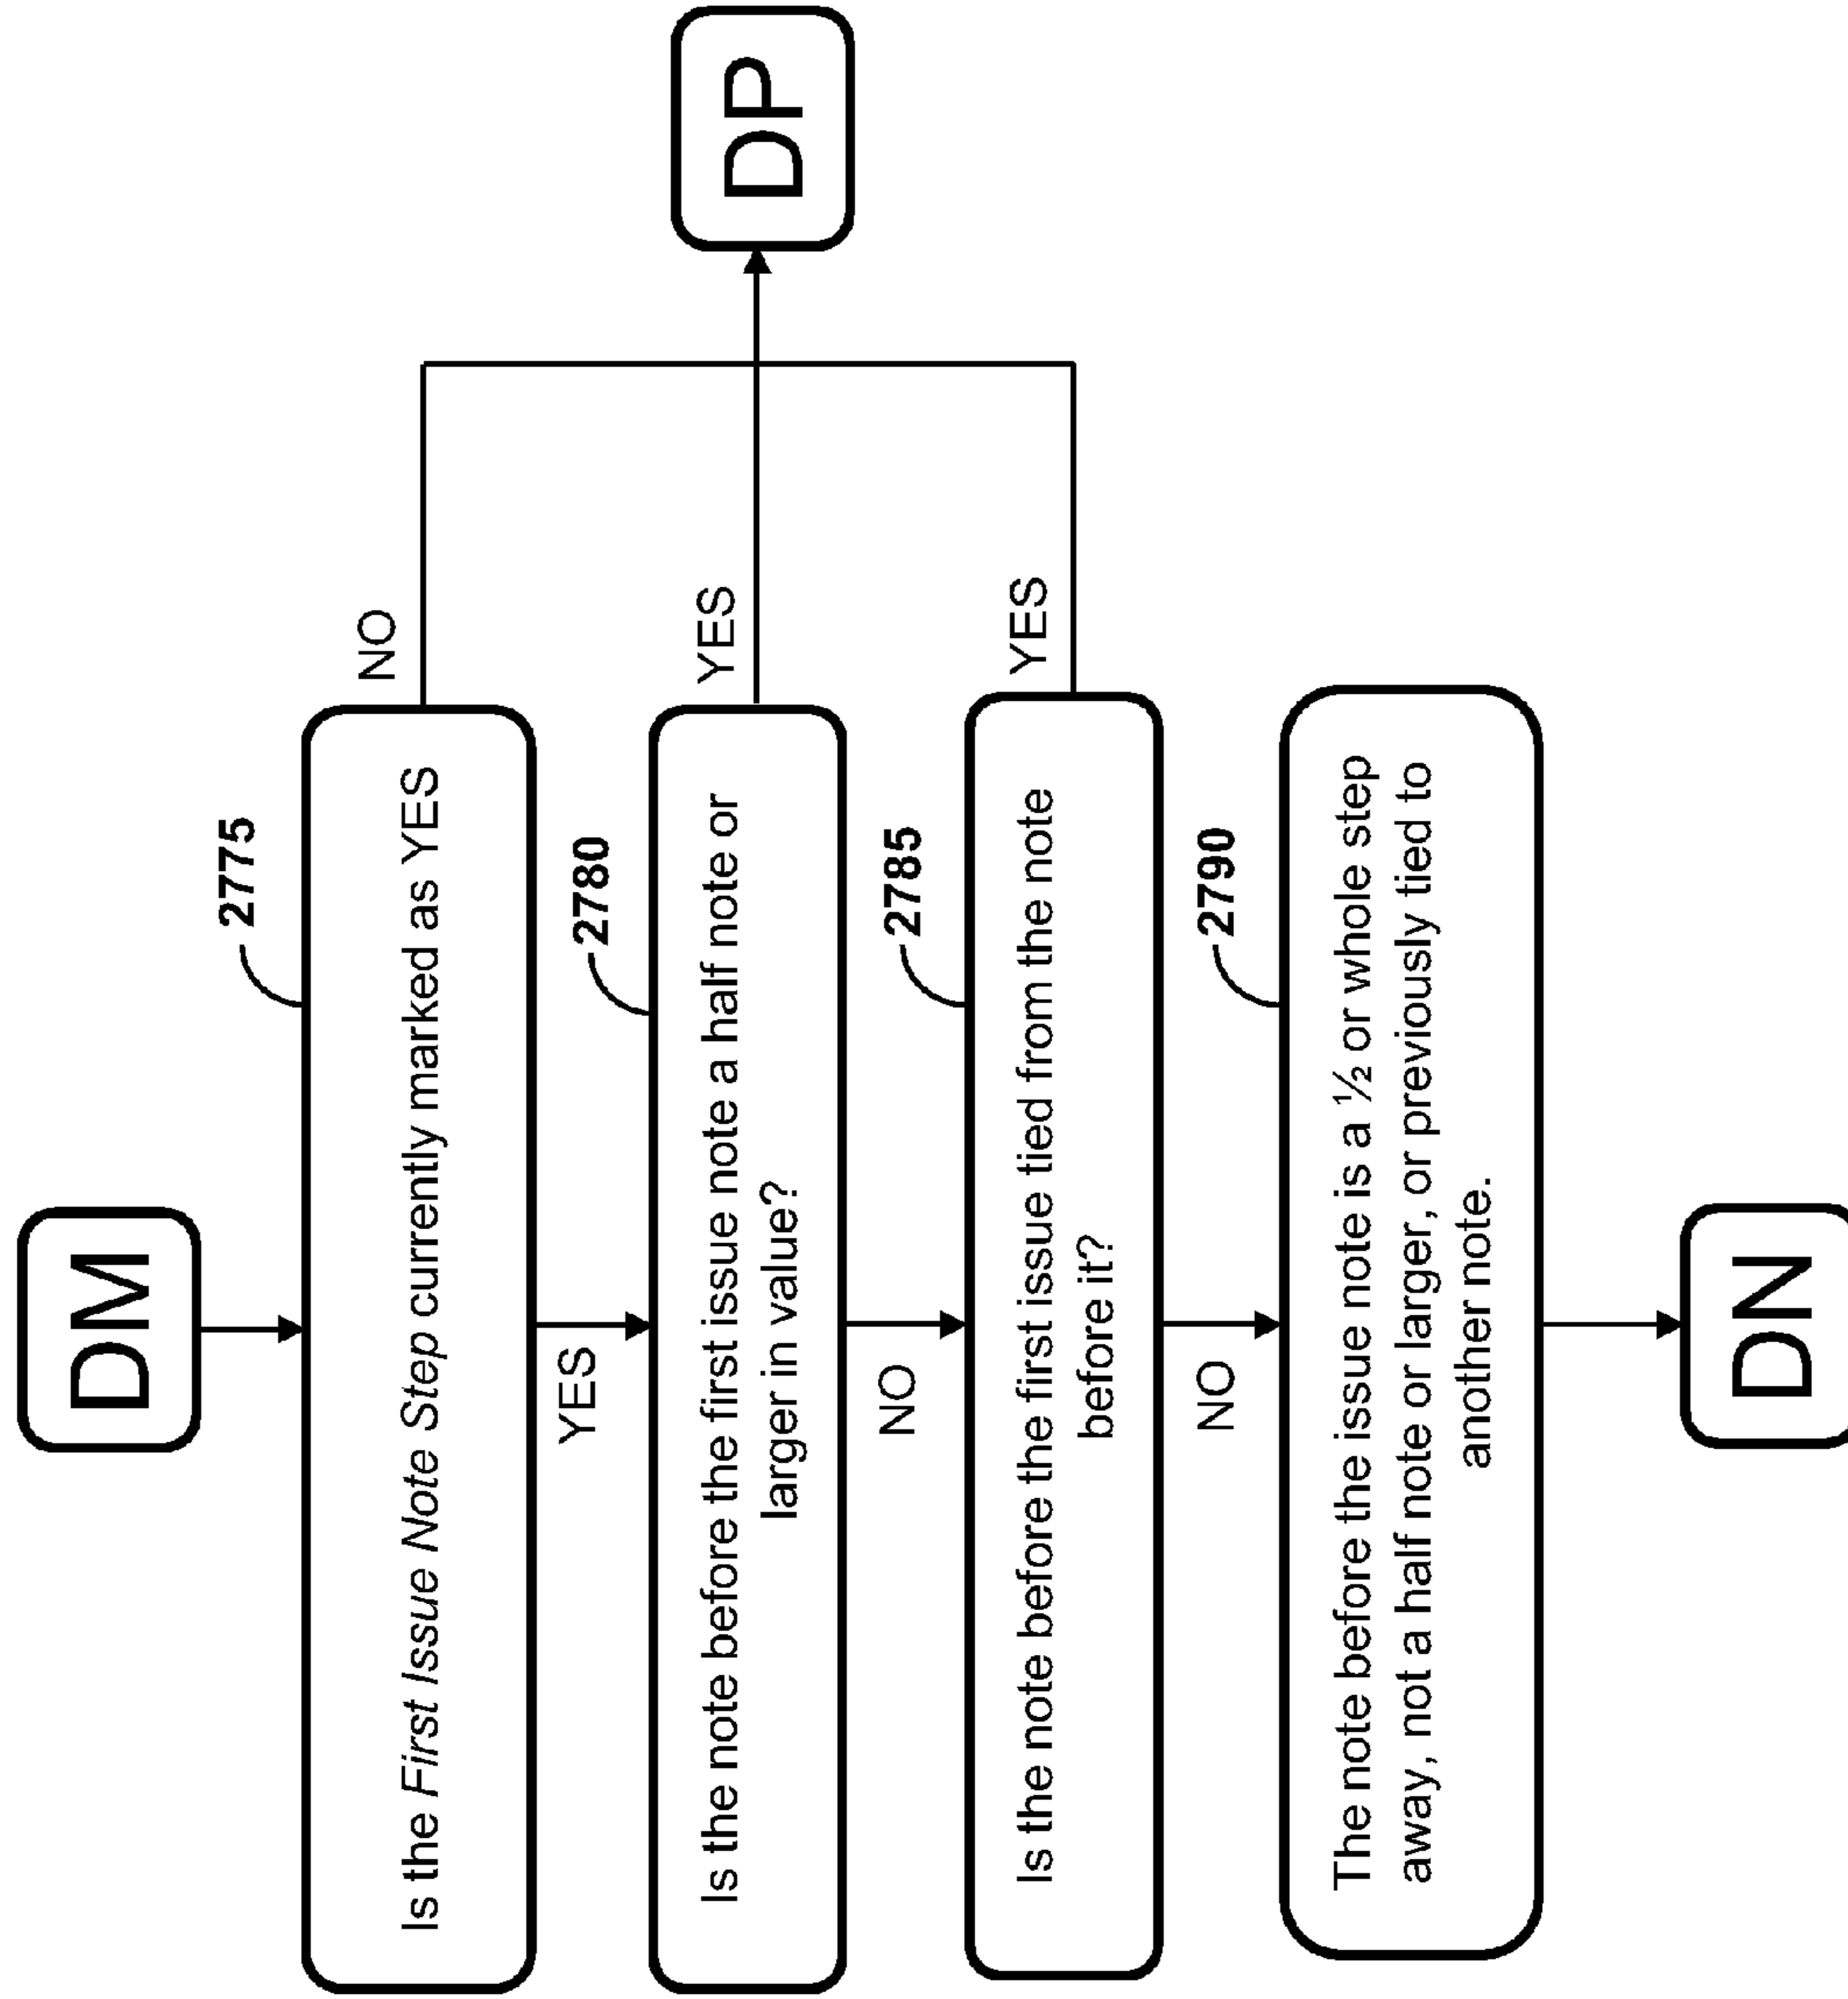 DM
2775
Is the First Issue Note Step currently marked as YES
NO
YES
2780
Is the note before the first issue note a half note or
larger in value?
YES
DP
NO
2785
Is the note before the first issue tied from the note
before it?
YES
NO
2790
The note before the issue note is a ½ or whole step
away, not a half note or larger, or previously tied to
another note.
DN